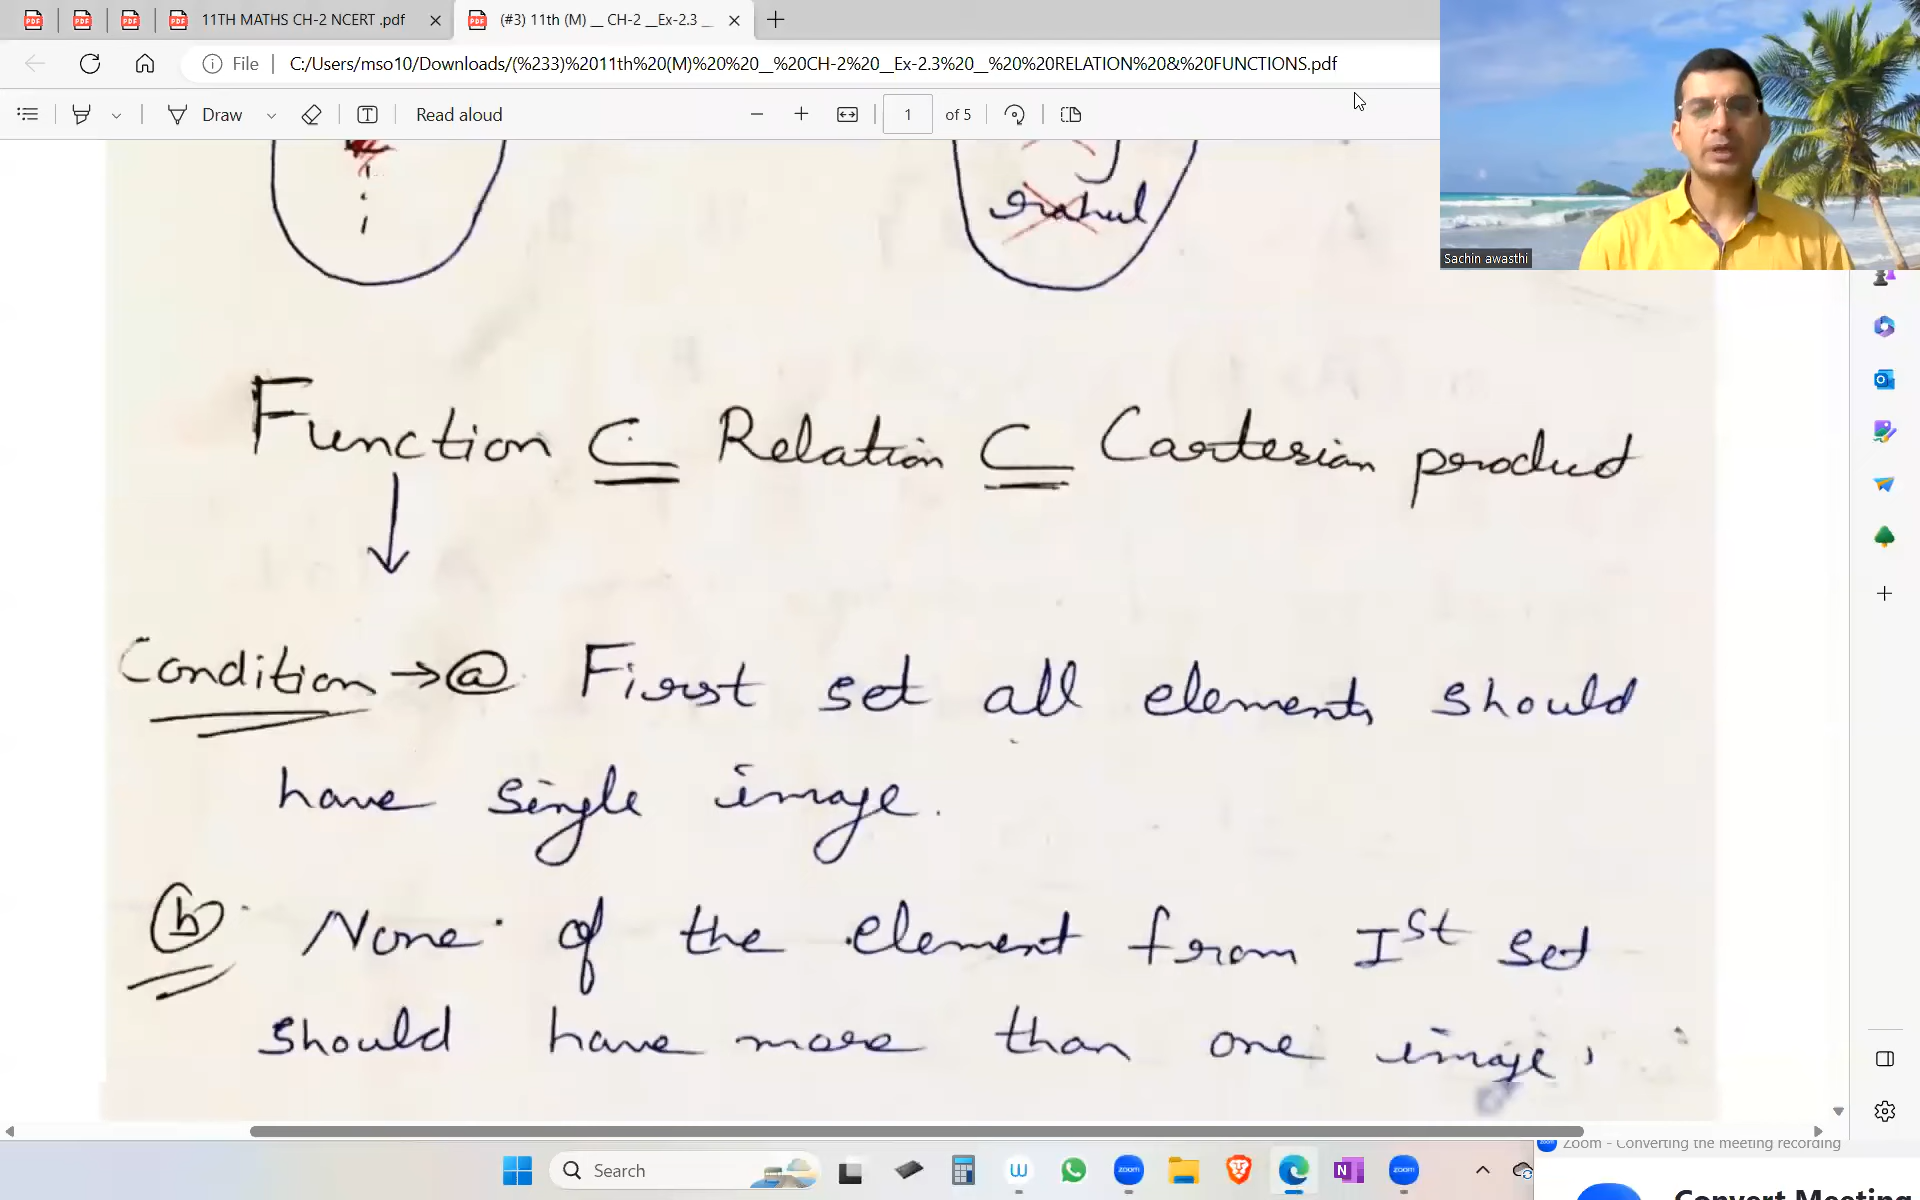 11TH MATHS CH-2 NCERT .pdf
(#3) 11th (M) __ CH-2 __Ex-2.3 _
File
C:/Users/mso10/Downloads/(%233)%2011th%20(M)%20%20__%20CH-2%20__Ex-2.3%20__%20%20RELATION%20&%20FUNCTIONS.pdf
Draw
Read aloud
1
of 5
Sachin awasthi
rahul
Function ⊆ Relation ⊆ Cartesian product
Condition → ⓐ First set all elements should
have single image.
ⓑ None of the element from Ist set
should have more than one image,
Zoom - Converting the meeting recording
Search
Convert Meeting